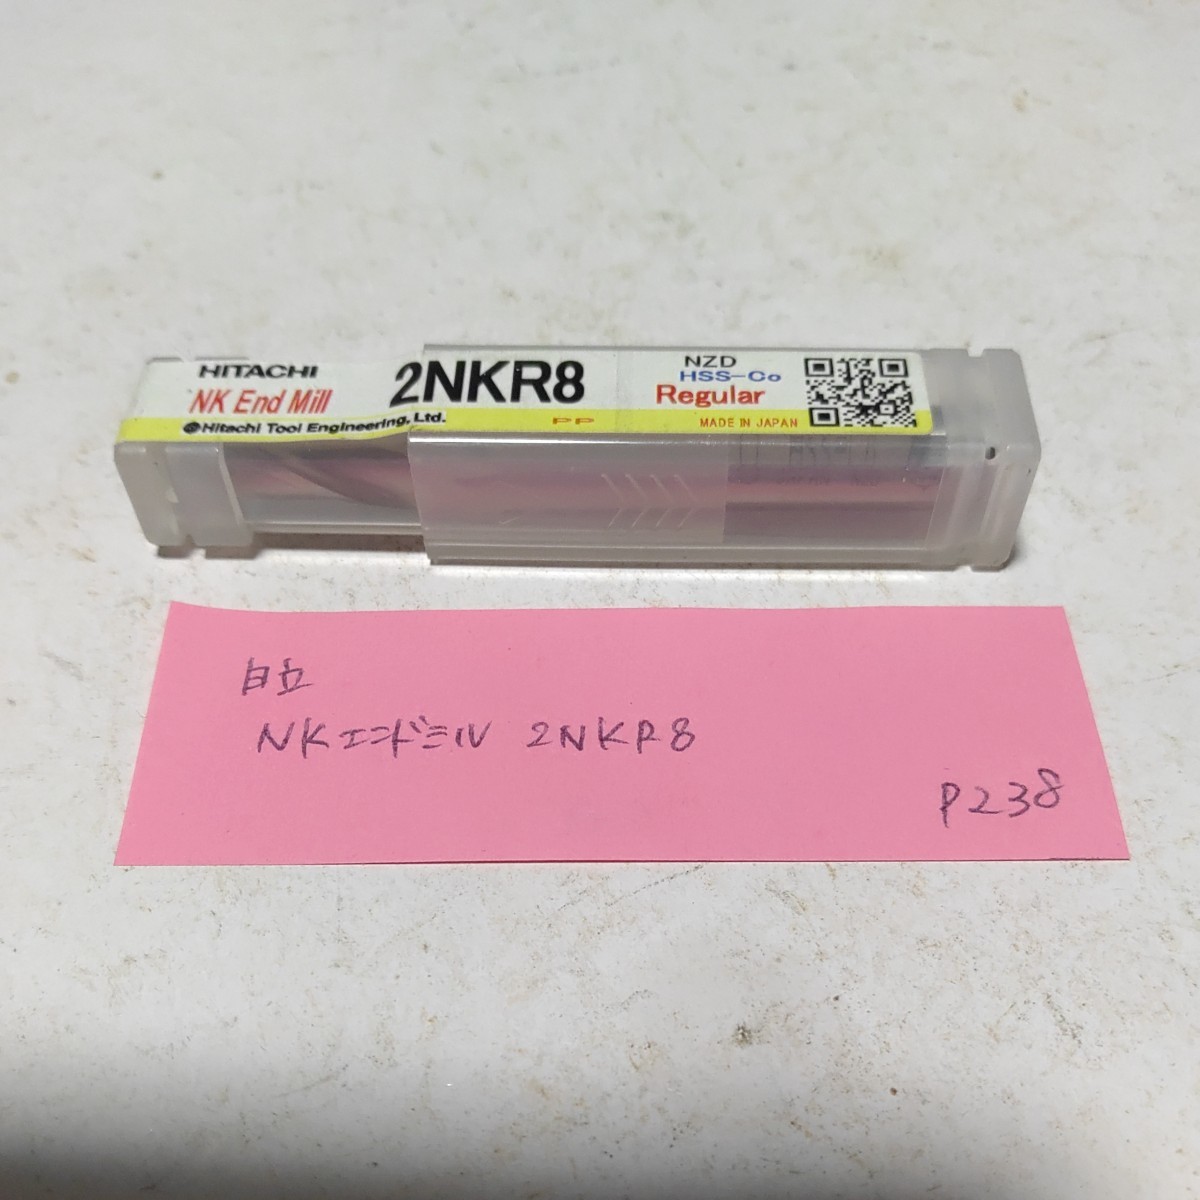 HITACHI
NK End Mill
Hitachi Tool Engineering, Ltd.
2NKR8
PP
NZD
HSS-Co
Regular
MADE IN JAPAN
日立
NKエンドミル 2NKR8
P238